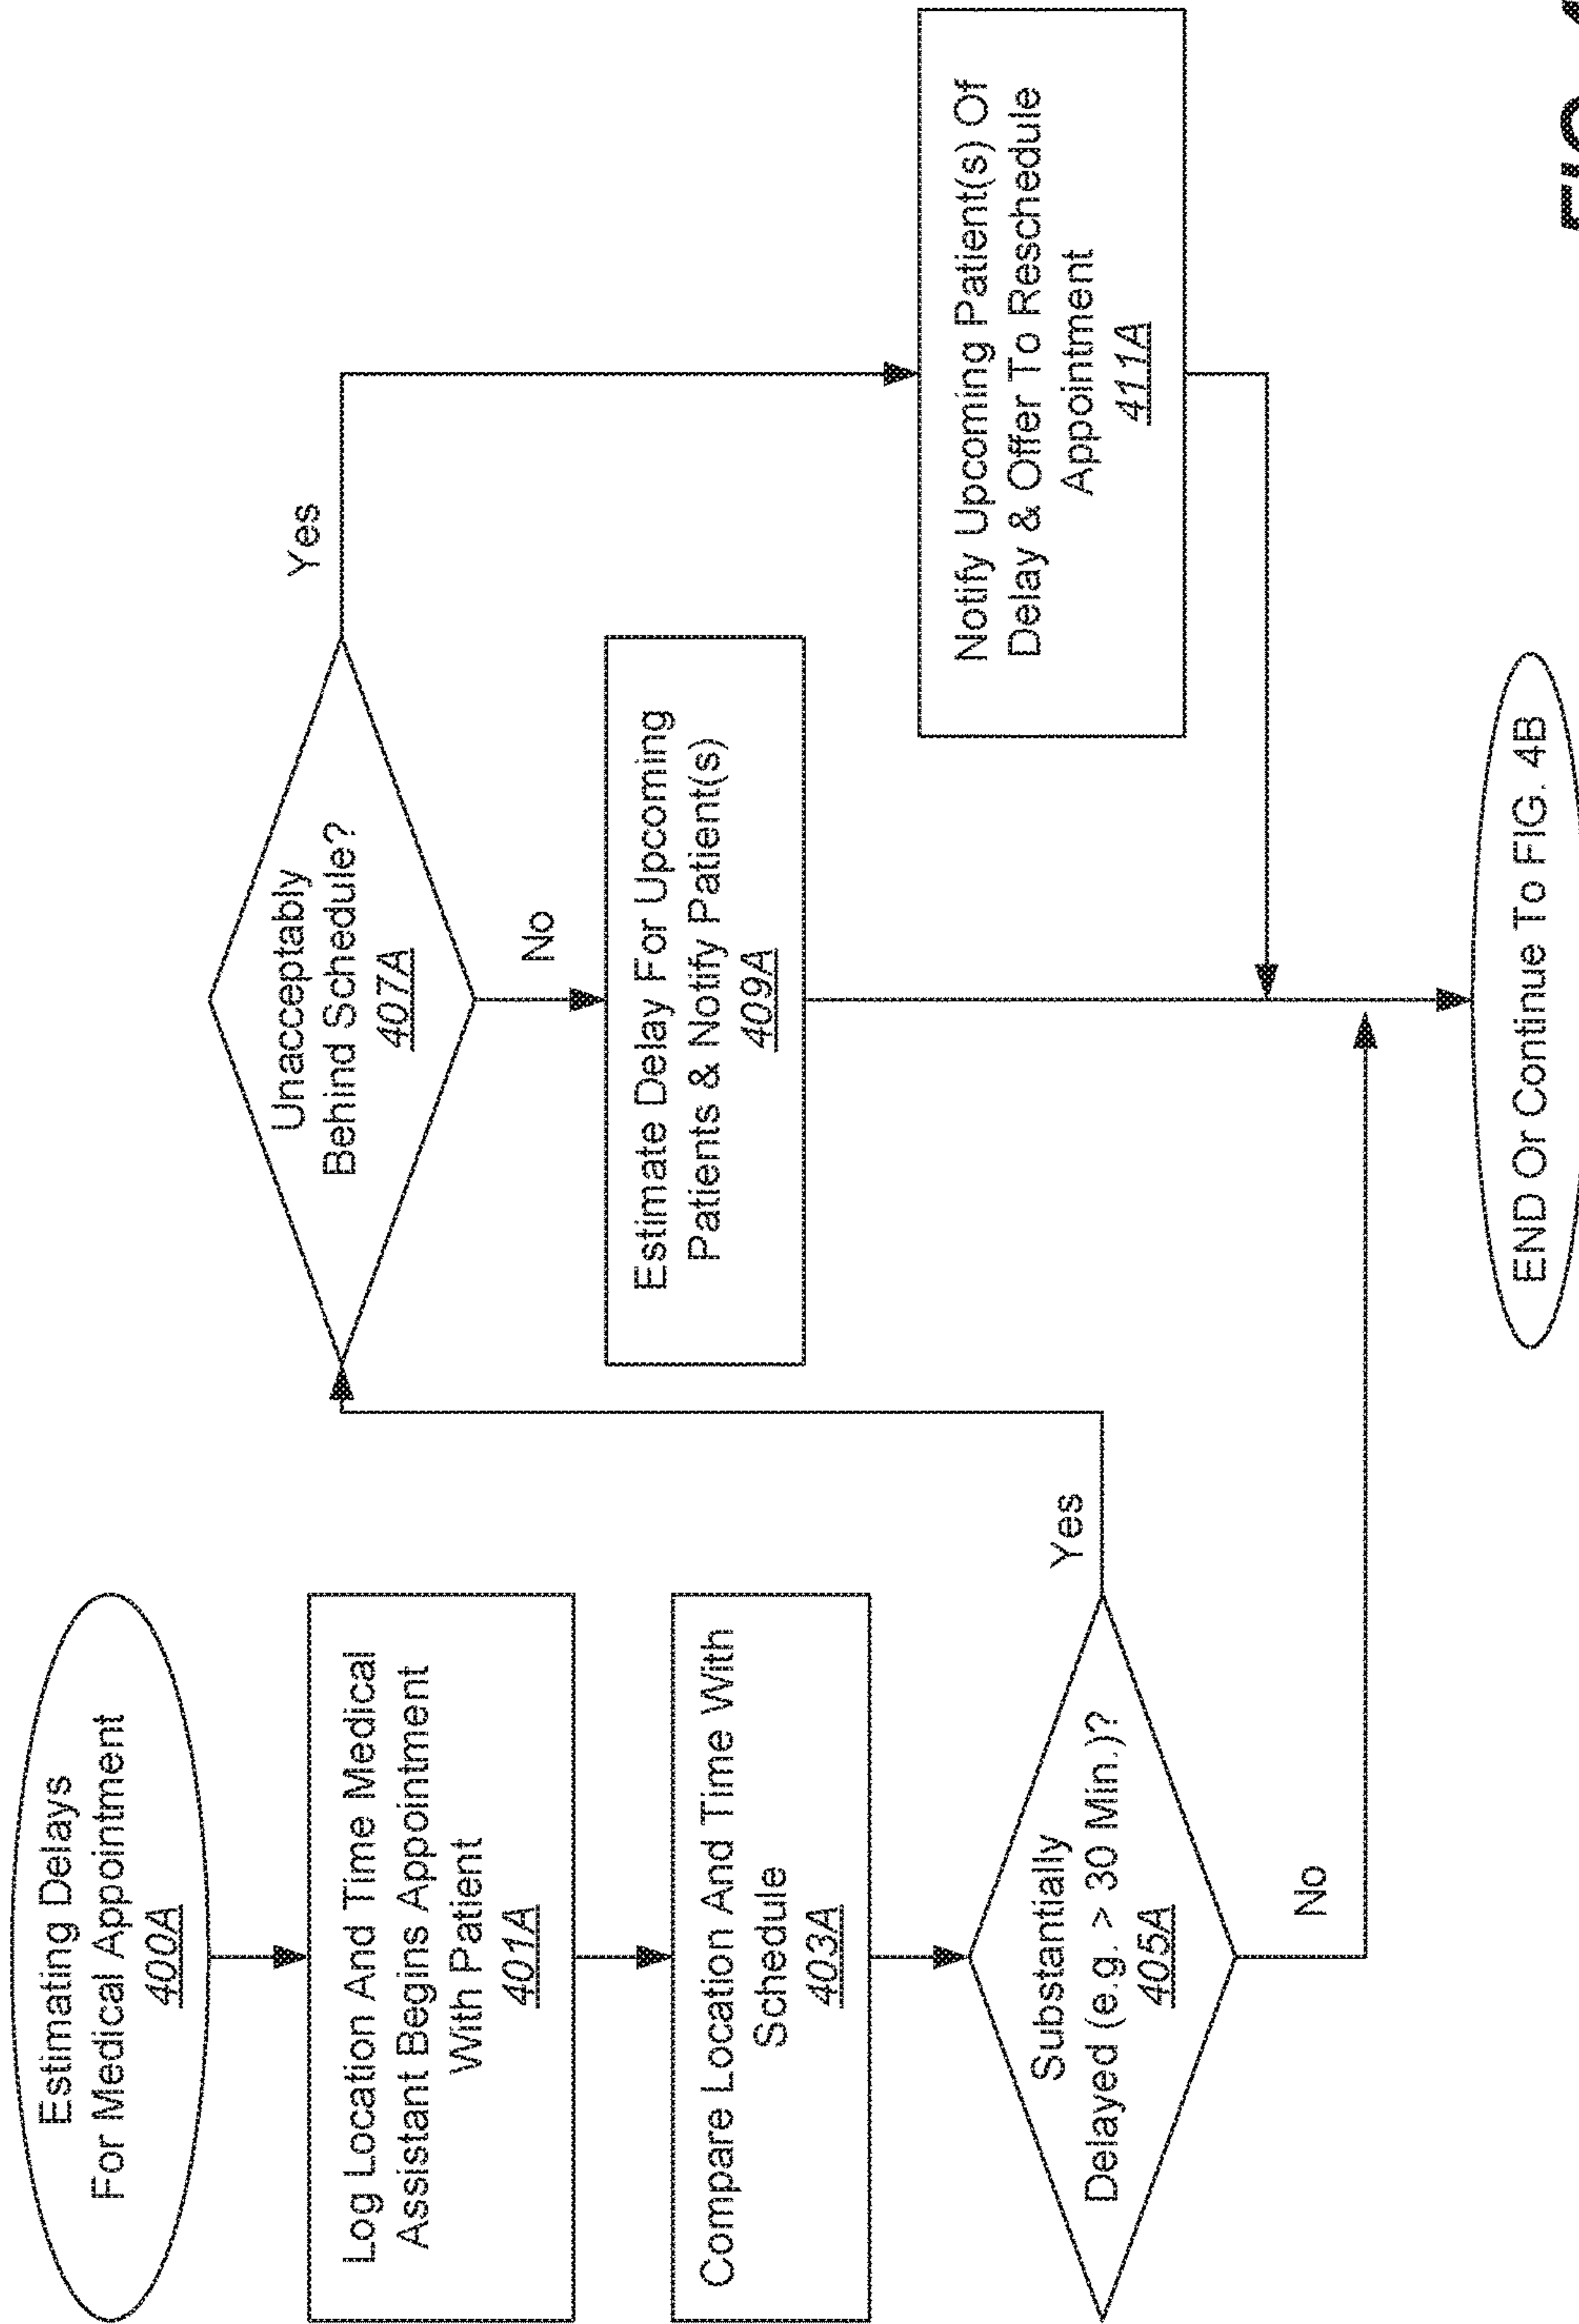 Estimating Delays
For Medical Appointment
400A
Log Location And Time Medical
Assistant Begins Appointment
With Patient
401A
Compare Location And Time With
Schedule
403A
Substantially
Delayed (e.g. > 30 Min.)?
405A
Yes
No
Unacceptably
Behind Schedule?
407A
Yes
No
Estimate Delay For Upcoming
Patients & Notify Patient(s)
409A
Notify Upcoming Patient(s) Of
Delay & Offer To Reschedule
Appointment
411A
END Or Continue To FIG. 4B